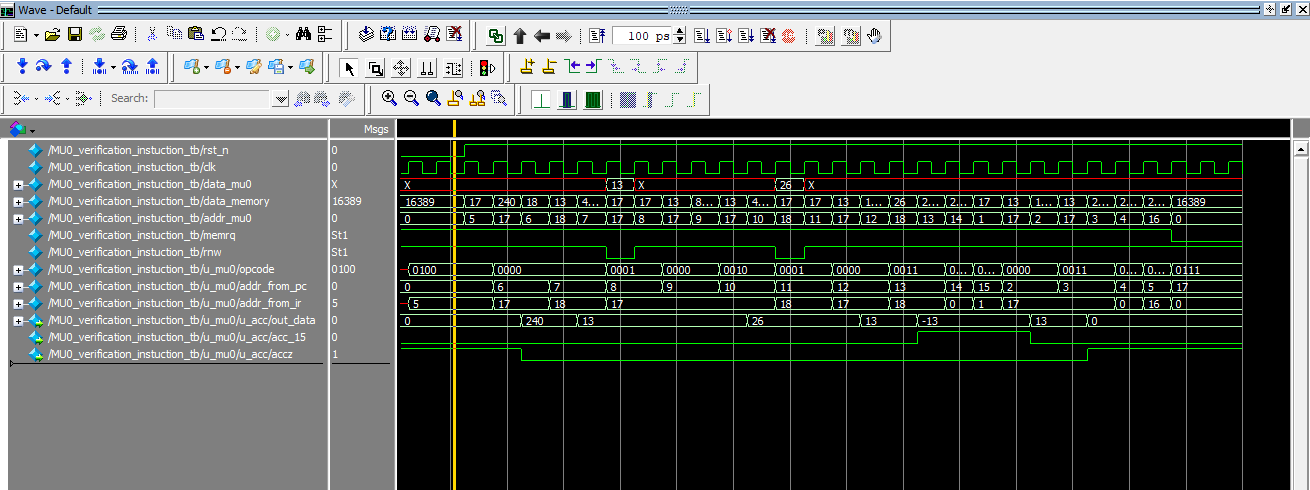 Wave - Default
100 ps
Search:
Msgs
/MU0_verification_instuction_tb/rst_n 0
/MU0_verification_instuction_tb/clk 0
/MU0_verification_instuction_tb/data_mu0 X X 13 X 26 X
/MU0_verification_instuction_tb/data_memory 16389 16389 17 240 18 13 4... 17 17 13 8... 13 4... 17 17 13 1... 26 2... 2... 17 13 1... 13 2... 2... 2... 16389
/MU0_verification_instuction_tb/addr_mu0 0 0 5 17 6 18 7 17 8 17 9 17 10 18 11 17 12 18 13 14 1 17 2 17 3 4 16 0
/MU0_verification_instuction_tb/memrq St1
/MU0_verification_instuction_tb/rnw St1
/MU0_verification_instuction_tb/u_mu0/opcode 0100 0100 0000 0001 0000 0010 0001 0000 0011 0... 0... 0000 0011 0... 0... 0111
/MU0_verification_instuction_tb/u_mu0/addr_from_pc 0 0 6 7 8 9 10 11 12 13 14 15 2 3 4 5 17
/MU0_verification_instuction_tb/u_mu0/addr_from_ir 5 5 17 18 17 18 17 18 0 1 17 0 16 0
/MU0_verification_instuction_tb/u_mu0/u_acc/out_data 0 0 240 13 26 13 -13 13 0
/MU0_verification_instuction_tb/u_mu0/u_acc/acc_15 0
/MU0_verification_instuction_tb/u_mu0/u_acc/accz 1